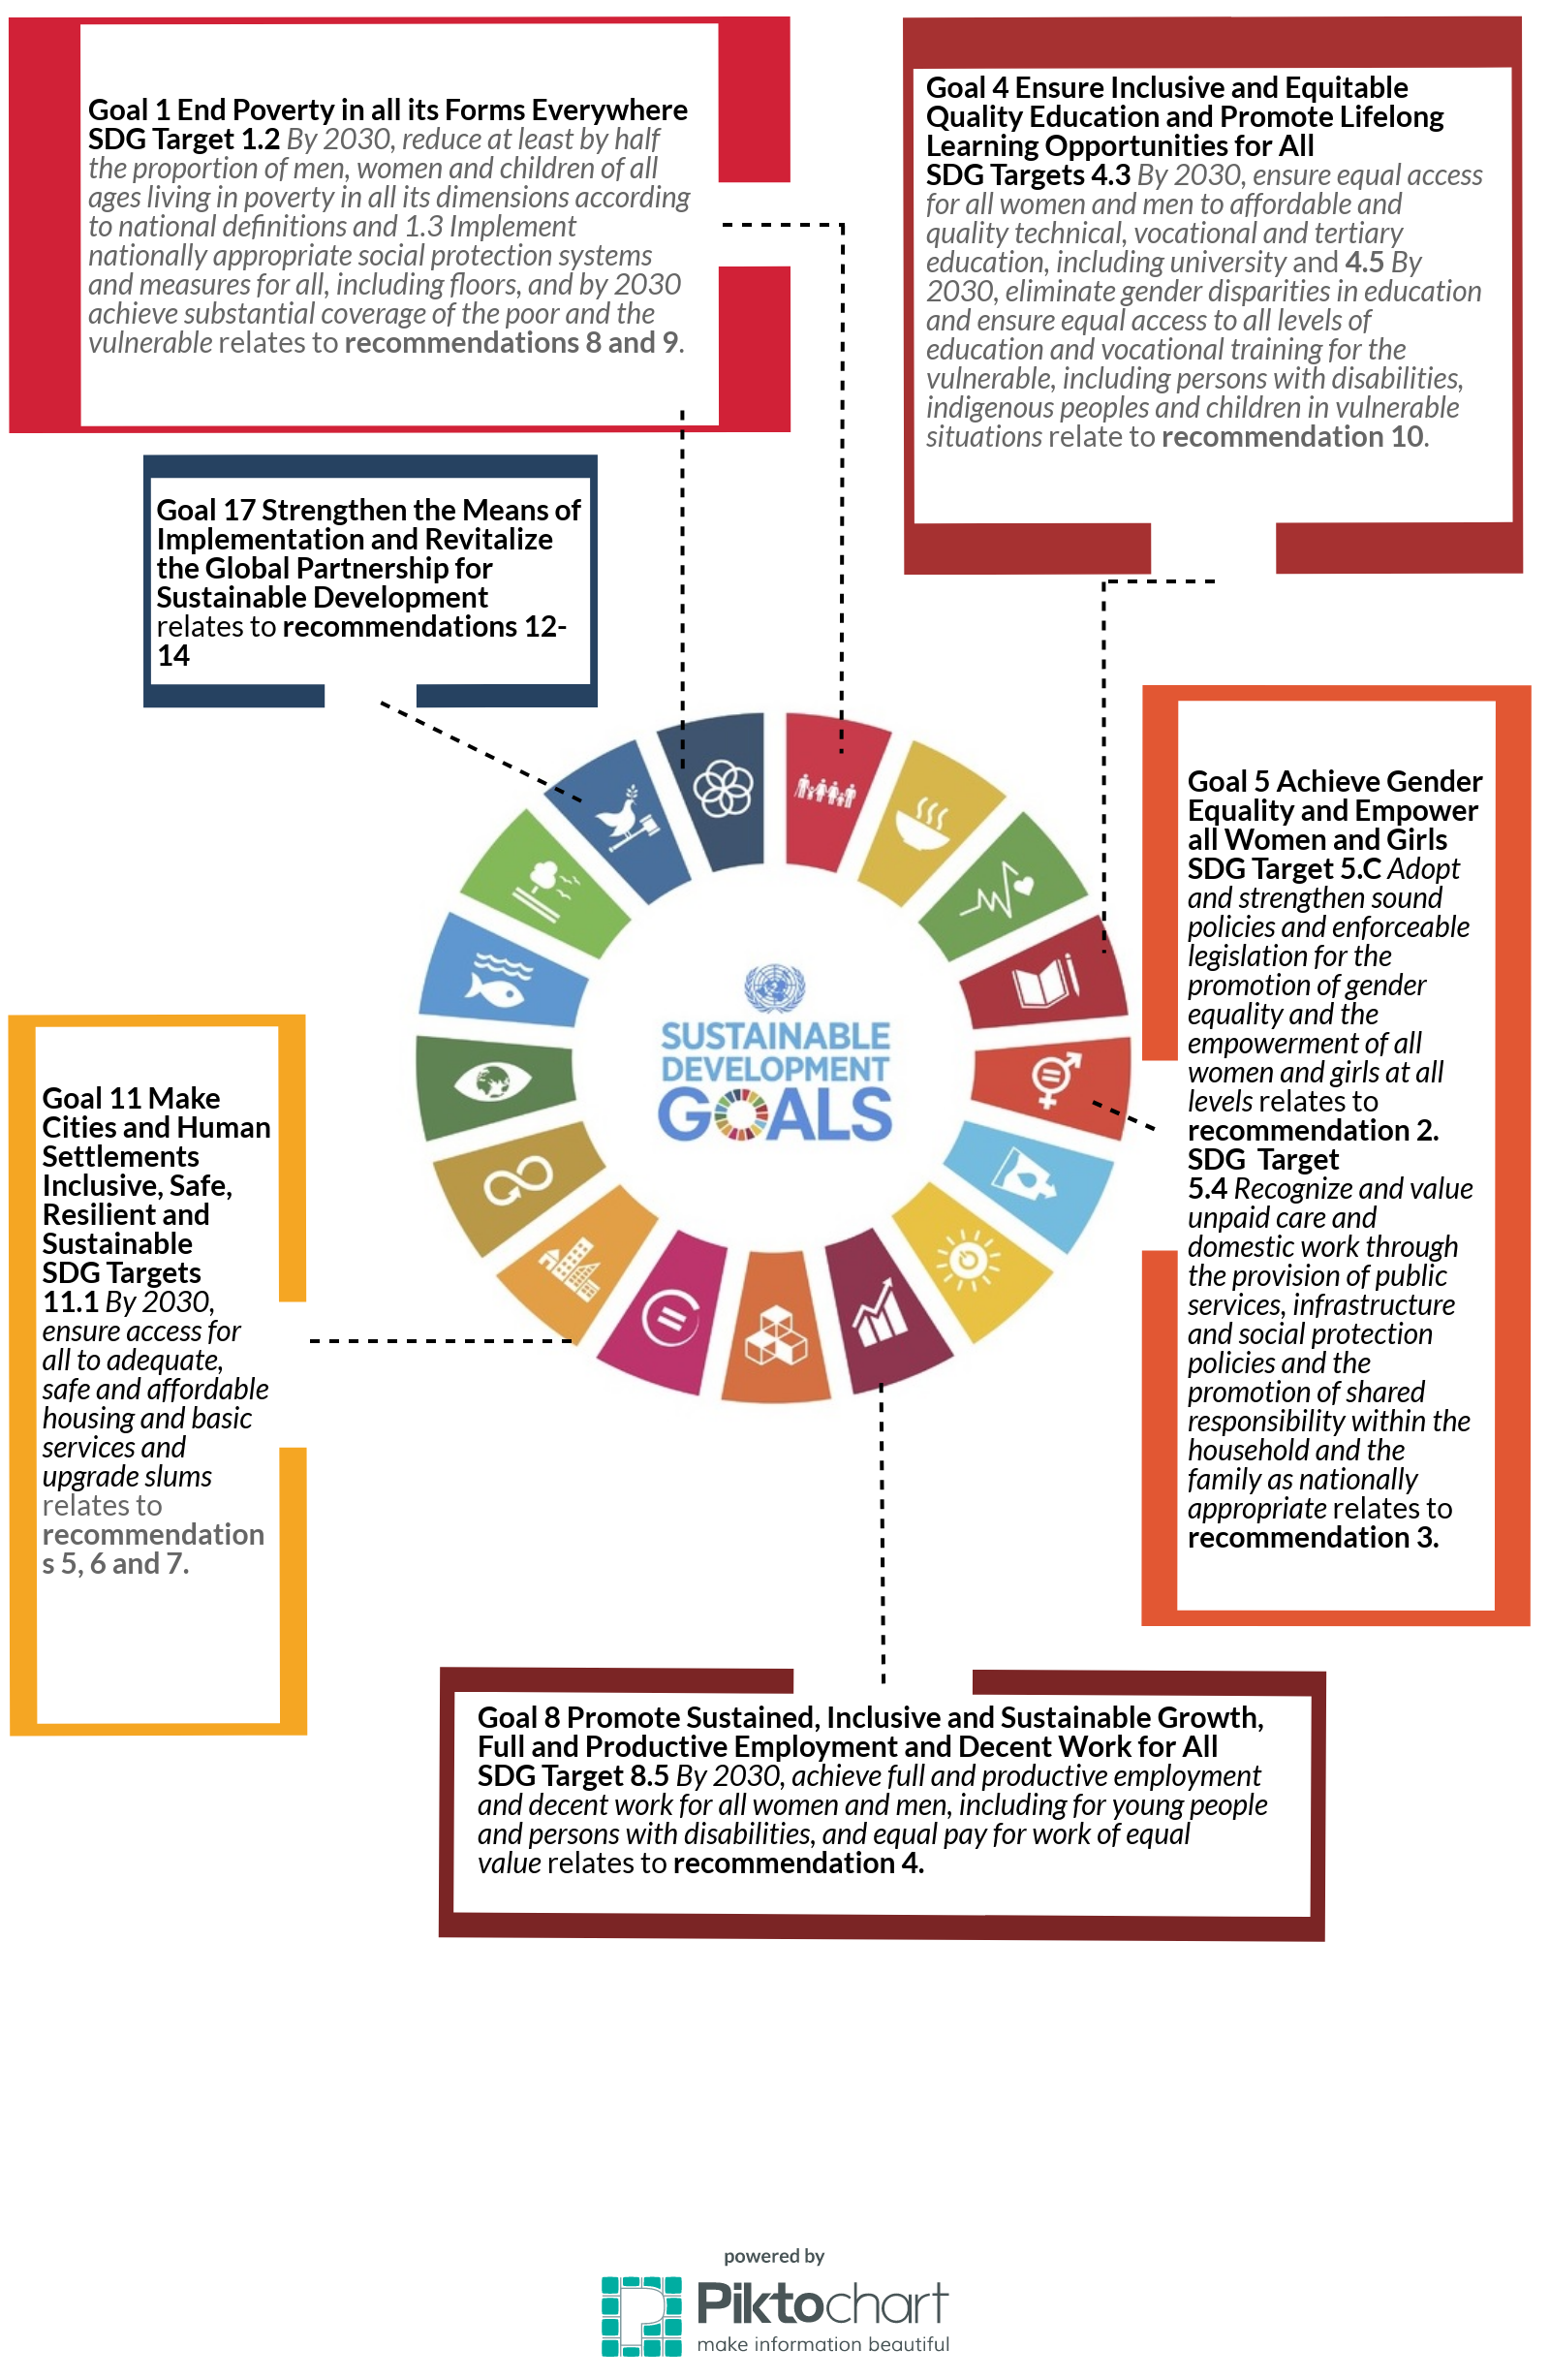 Goal 1 End Poverty in all its Forms Everywhere
SDG Target 1.2 By 2030, reduce at least by half
the proportion of men, women and children of all
ages living in poverty in all its dimensions according
to national definitions and 1.3 Implement
nationally appropriate social protection systems
and measures for all, including floors, and by 2030
achieve substantial coverage of the poor and the
vulnerable relates to recommendations 8 and 9.
Goal 4 Ensure Inclusive and Equitable
Quality Education and Promote Lifelong
Learning Opportunities for All
SDG Targets 4.3 By 2030, ensure equal access
for all women and men to affordable and
quality technical, vocational and tertiary
education, including university and 4.5 By
2030, eliminate gender disparities in education
and ensure equal access to all levels of
education and vocational training for the
vulnerable, including persons with disabilities,
indigenous peoples and children in vulnerable
situations relate to recommendation 10.
Goal 17 Strengthen the Means of
Implementation and Revitalize
the Global Partnership for
Sustainable Development
relates to recommendations 12-
14
Goal 5 Achieve Gender
Equality and Empower
all Women and Girls
SDG Target 5.C Adopt
and strengthen sound
policies and enforceable
legislation for the
promotion of gender
equality and the
empowerment of all
women and girls at all
levels relates to
recommendation 2.
SDG Target
5.4 Recognize and value
unpaid care and
domestic work through
the provision of public
services, infrastructure
and social protection
policies and the
promotion of shared
responsibility within the
household and the
family as nationally
appropriate relates to
recommendation 3.
SUSTAINABLE
DEVELOPMENT
GOALS
Goal 11 Make
Cities and Human
Settlements
Inclusive, Safe,
Resilient and
Sustainable
SDG Targets
11.1 By 2030,
ensure access for
all to adequate,
safe and affordable
housing and basic
services and
upgrade slums
relates to
recommendation
s 5, 6 and 7.
Goal 8 Promote Sustained, Inclusive and Sustainable Growth,
Full and Productive Employment and Decent Work for All
SDG Target 8.5 By 2030, achieve full and productive employment
and decent work for all women and men, including for young people
and persons with disabilities, and equal pay for work of equal
value relates to recommendation 4.
powered by
Piktochart
make information beautiful